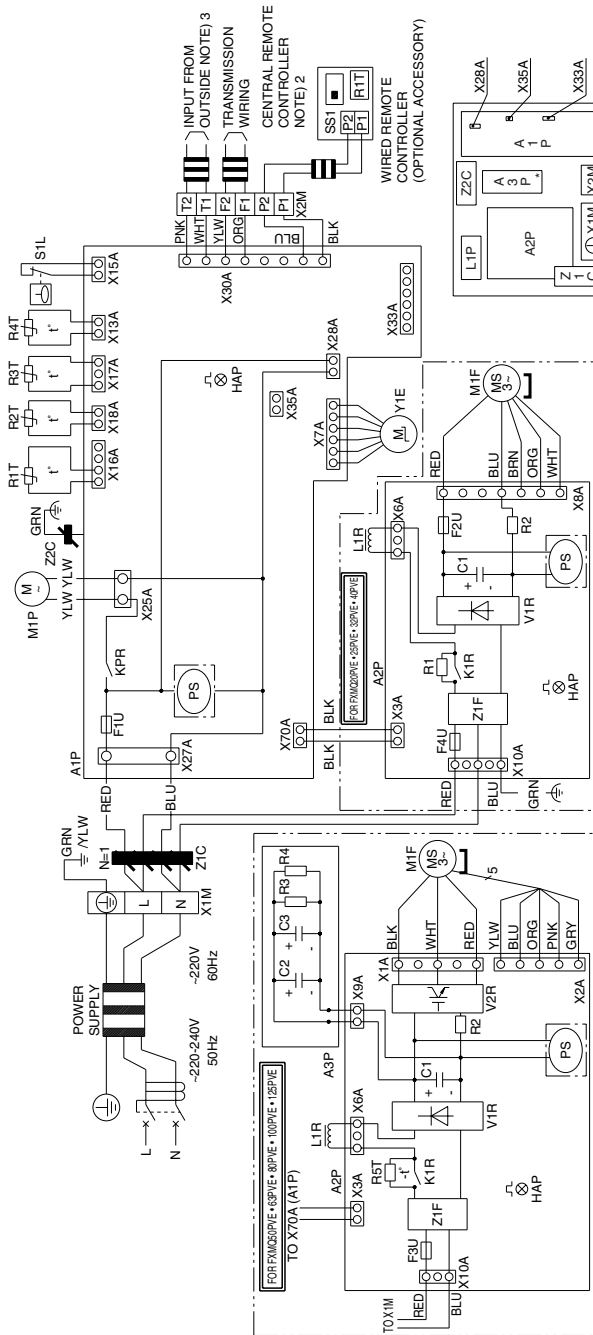 POWER
SUPPLY
L
N
~220-240V
50Hz
~220V
60Hz
L
N
X1M
GRN
/YLW
N=1
Z1C
RED
BLU
A1P
X27A
F1U
KPR
PS
X25A
YLW YLW
M1P
M
~
Z2C
GRN
R1T
t°
X16A
R2T
t°
X18A
R3T
t°
X17A
R4T
t°
X13A
S1L
X15A
HAP
X35A
X28A
X33A
X7A
M
Y1E
X30A
PNK
WHT
YLW
ORG
BLU
BLK
T2
T1
F2
F1
P2
P1
X2M
INPUT FROM
OUTSIDE NOTE) 3
TRANSMISSION
WIRING
CENTRAL REMOTE
CONTROLLER
NOTE) 2
SS1
P2
P1
R1T
WIRED REMOTE
CONTROLLER
(OPTIONAL ACCESSORY)
X70A
BLK
BLK
X3A
FOR FXMQ20PVE • 25PVE • 32PVE • 40PVE
A2P
RED
BLU
GRN
X10A
F4U
Z1F
R1
K1R
L1R
X6A
V1R
C1
+
-
F2U
R2
PS
HAP
X8A
RED
BLU
BRN
ORG
WHT
M1F
MS
3~
FOR FXMQ50PVE • 63PVE • 80PVE • 100PVE • 125PVE
TO X70A (A1P)
A2P
X3A
TO X1M
RED
BLU
X10A
F3U
Z1F
R5T
-t°
K1R
L1R
X6A
V1R
C1
+
-
R2
PS
HAP
A3P
X9A
C2
+
-
C3
+
-
R3
R4
V2R
X1A
BLK
WHT
RED
M1F
MS
3~
5
YLW
BLU
ORG
PNK
GRY
X2A
L1P
Z2C
A2P
A
3
P
*
A
1
P
X28A
X35A
X33A
X2M
X1M
Z
1
C